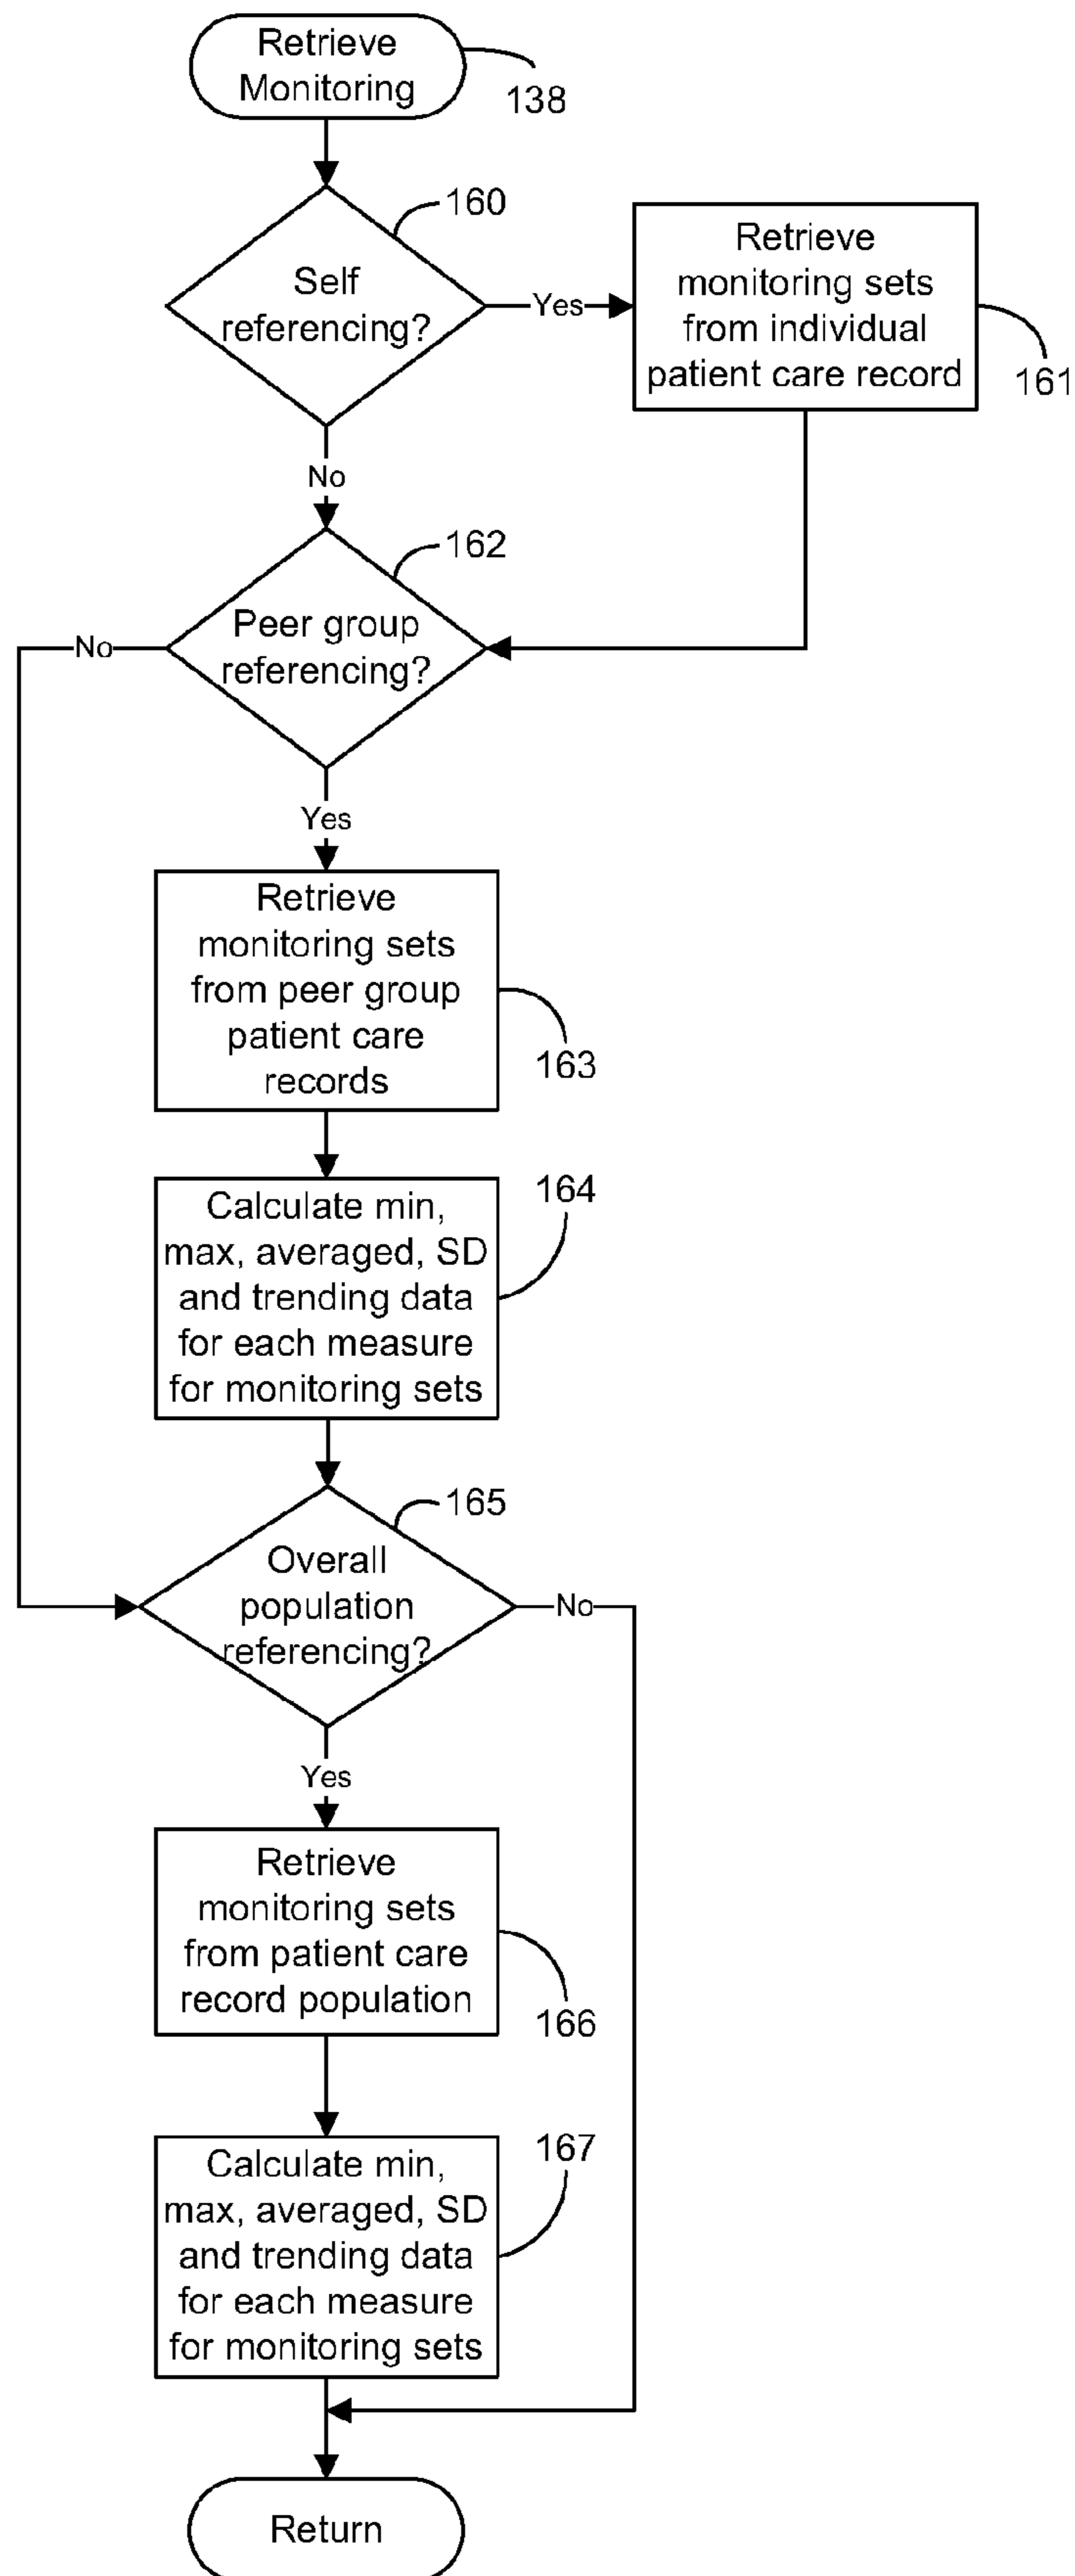 Retrieve
Monitoring
138
160
Self
referencing?
Yes
Retrieve
monitoring sets
from individual
patient care record
161
No
162
Peer group
referencing?
No
Yes
Retrieve
monitoring sets
from peer group
patient care
records
163
Calculate min,
max, averaged, SD
and trending data
for each measure
for monitoring sets
164
165
Overall
population
referencing?
No
Yes
Retrieve
monitoring sets
from patient care
record population
166
Calculate min,
max, averaged, SD
and trending data
for each measure
for monitoring sets
167
Return